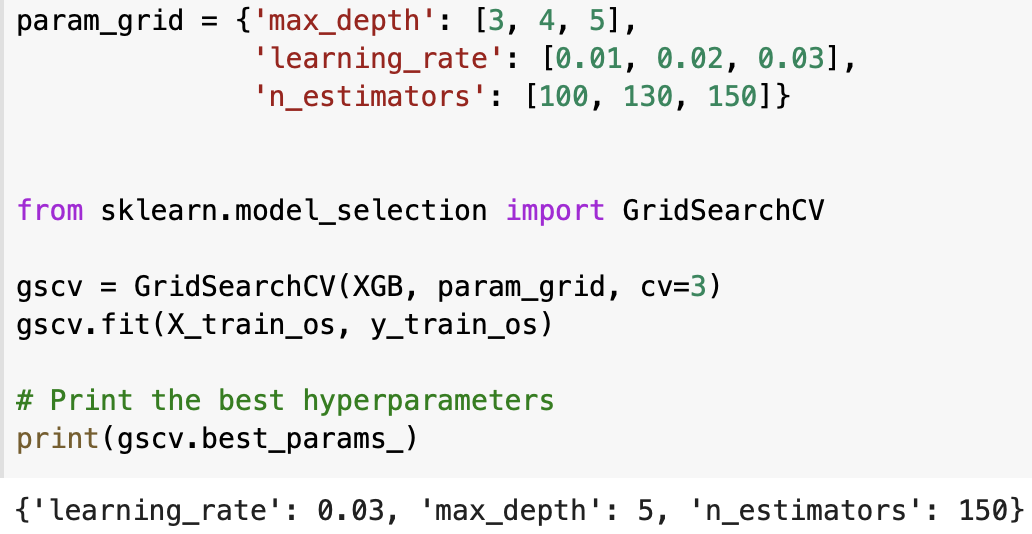 param_grid = {'max_depth': [3, 4, 5],
              'learning_rate': [0.01, 0.02, 0.03],
              'n_estimators': [100, 130, 150]}
from sklearn.model_selection import GridSearchCV
gscv = GridSearchCV(XGB, param_grid, cv=3)
gscv.fit(X_train_os, y_train_os)
# Print the best hyperparameters
print(gscv.best_params_)
{'learning_rate': 0.03, 'max_depth': 5, 'n_estimators': 150}